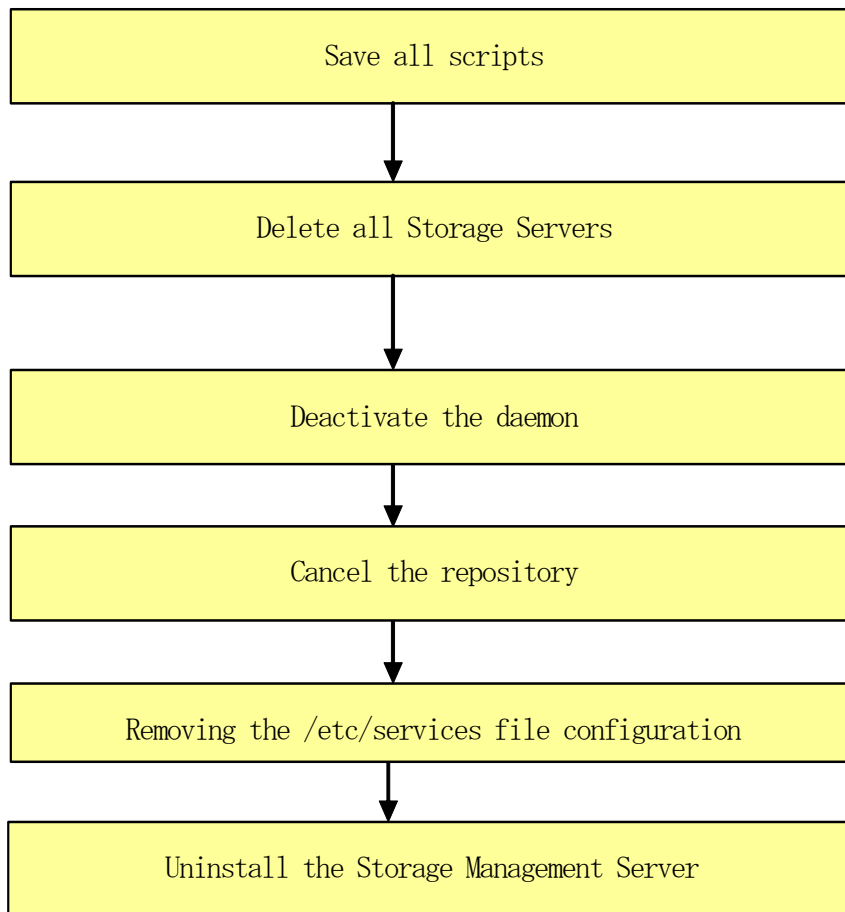 Save all scripts
Delete all Storage Servers
Deactivate the daemon
Cancel the repository
Removing the /etc/services file configuration
Uninstall the Storage Management Server